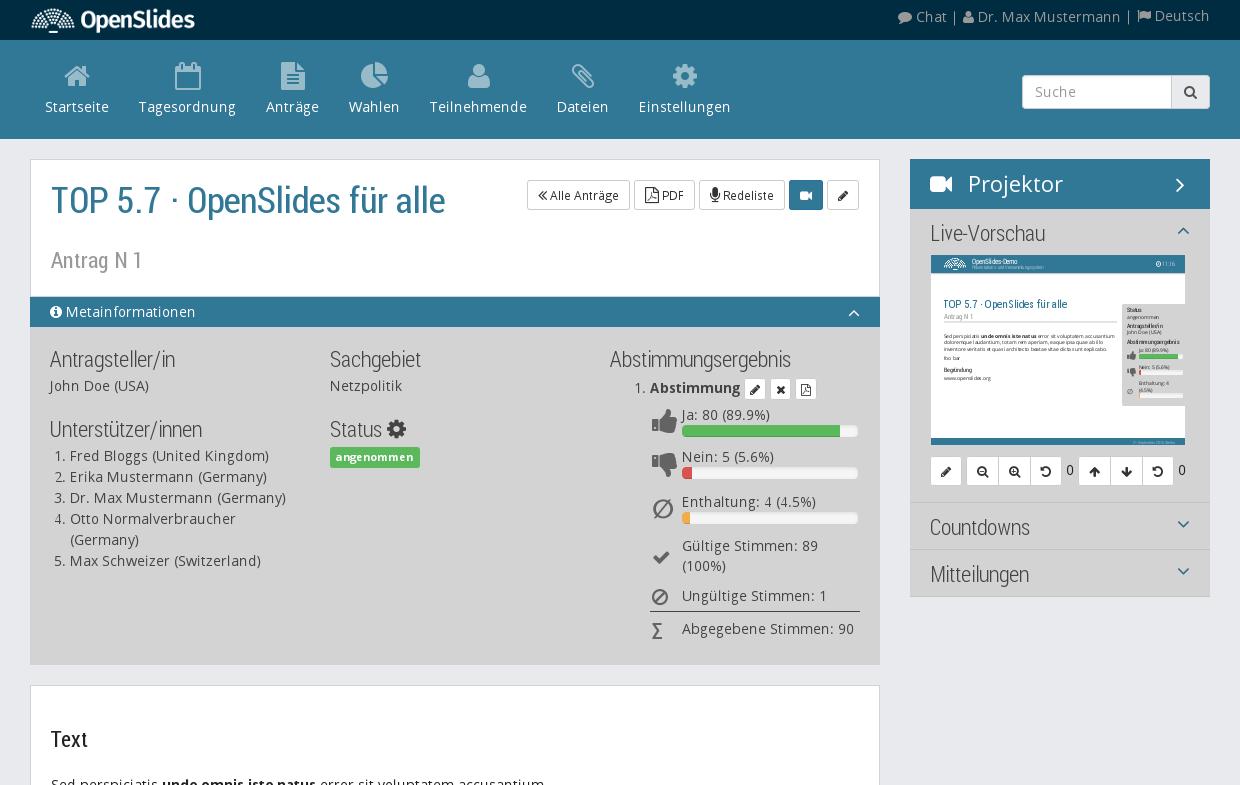 OpenSlides
Chat | Dr. Max Mustermann | Deutsch
Startseite Tagesordnung Anträge Wahlen Teilnehmende Dateien Einstellungen
Suche
TOP 5.7 · OpenSlides für alle
Alle Anträge PDF Redeliste
Antrag N 1
Metainformationen
Antragsteller/in
John Doe (USA)
Unterstützer/innen
1. Fred Bloggs (United Kingdom)
2. Erika Mustermann (Germany)
3. Dr. Max Mustermann (Germany)
4. Otto Normalverbraucher
(Germany)
5. Max Schweizer (Switzerland)
Sachgebiet
Netzpolitik
Status
angenommen
Abstimmungsergebnis
1. Abstimmung
Ja: 80 (89.9%)
Nein: 5 (5.6%)
Enthaltung: 4 (4.5%)
Gültige Stimmen: 89
(100%)
Ungültige Stimmen: 1
∑ Abgegebene Stimmen: 90
Text
Sed perspiciatis unde omnis iste natus error sit voluptatem accusantium
Projektor
Live-Vorschau
OpenSlides-Demo
11:16
TOP 5.7 · OpenSlides für alle
Antrag N 1
Sed perspiciatis unde omnis iste natus error sit voluptatem accusantium
doloremque laudantium, totam rem aperiam, eaque ipsa quae ab illo
inventore veritatis et quasi architecto beatae vitae dicta sunt explicabo.
Foo bar
Begründung
www.openslides.org
Status
angenommen
Antragsteller/in
John Doe (USA)
Abstimmungsergebnis
Ja: 80 (89.9%)
Nein: 5 (5.6%)
Enthaltung: 4
(4.5%)
0 0
Countdowns
Mitteilungen